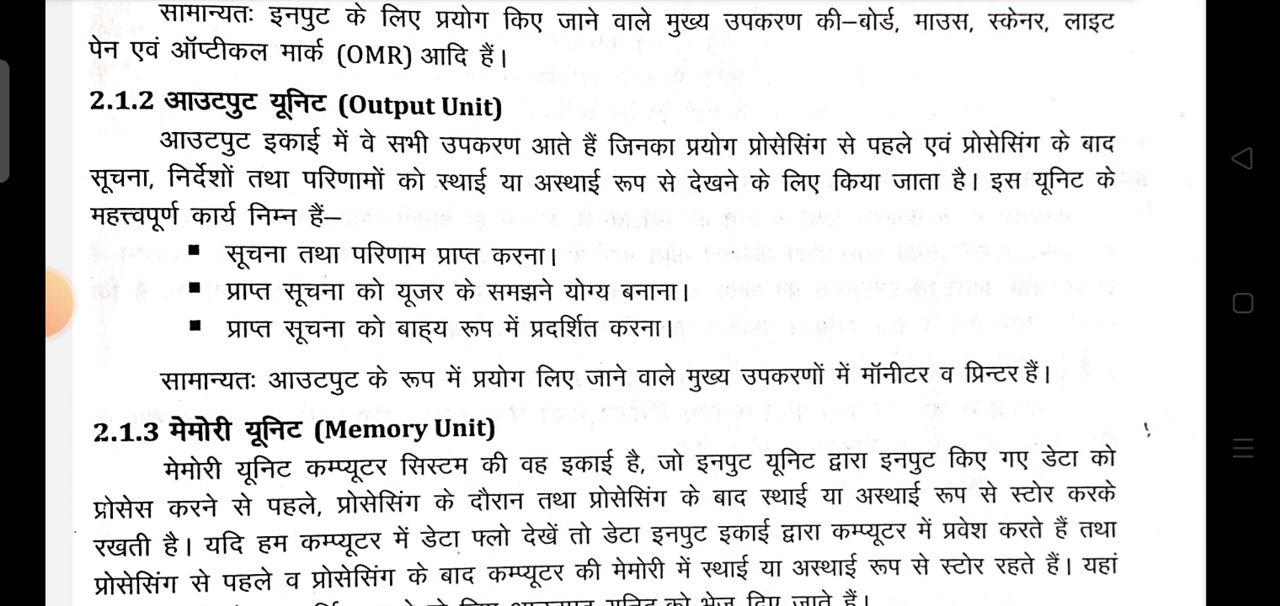 सामान्यतः इनपुट के लिए प्रयोग किए जाने वाले मुख्य उपकरण की–बोर्ड, माउस, स्केनर, लाइट
पेन एवं ऑप्टीकल मार्क (OMR) आदि हैं।
2.1.2 आउटपुट यूनिट (Output Unit)
आउटपुट इकाई में वे सभी उपकरण आते हैं जिनका प्रयोग प्रोसेसिंग से पहले एवं प्रोसेसिंग के बाद
सूचना, निर्देशों तथा परिणामों को स्थाई या अस्थाई रूप से देखने के लिए किया जाता है। इस यूनिट के
महत्त्वपूर्ण कार्य निम्न हैं–
▪ सूचना तथा परिणाम प्राप्त करना।
▪ प्राप्त सूचना को यूजर के समझने योग्य बनाना।
▪ प्राप्त सूचना को बाह्य रूप में प्रदर्शित करना।
सामान्यतः आउटपुट के रूप में प्रयोग लिए जाने वाले मुख्य उपकरणों में मॉनीटर व प्रिन्टर हैं।
2.1.3 मेमोरी यूनिट (Memory Unit)
मेमोरी यूनिट कम्प्यूटर सिस्टम की वह इकाई है, जो इनपुट यूनिट द्वारा इनपुट किए गए डेटा को
प्रोसेस करने से पहले, प्रोसेसिंग के दौरान तथा प्रोसेसिंग के बाद स्थाई या अस्थाई रूप से स्टोर करके
रखती है। यदि हम कम्प्यूटर में डेटा फ्लो देखें तो डेटा इनपुट इकाई द्वारा कम्प्यूटर में प्रवेश करते हैं तथा
प्रोसेसिंग से पहले व प्रोसेसिंग के बाद कम्प्यूटर की मेमोरी में स्थाई या अस्थाई रूप से स्टोर रहते हैं। यहां
को भेज दिए जाते हैं।